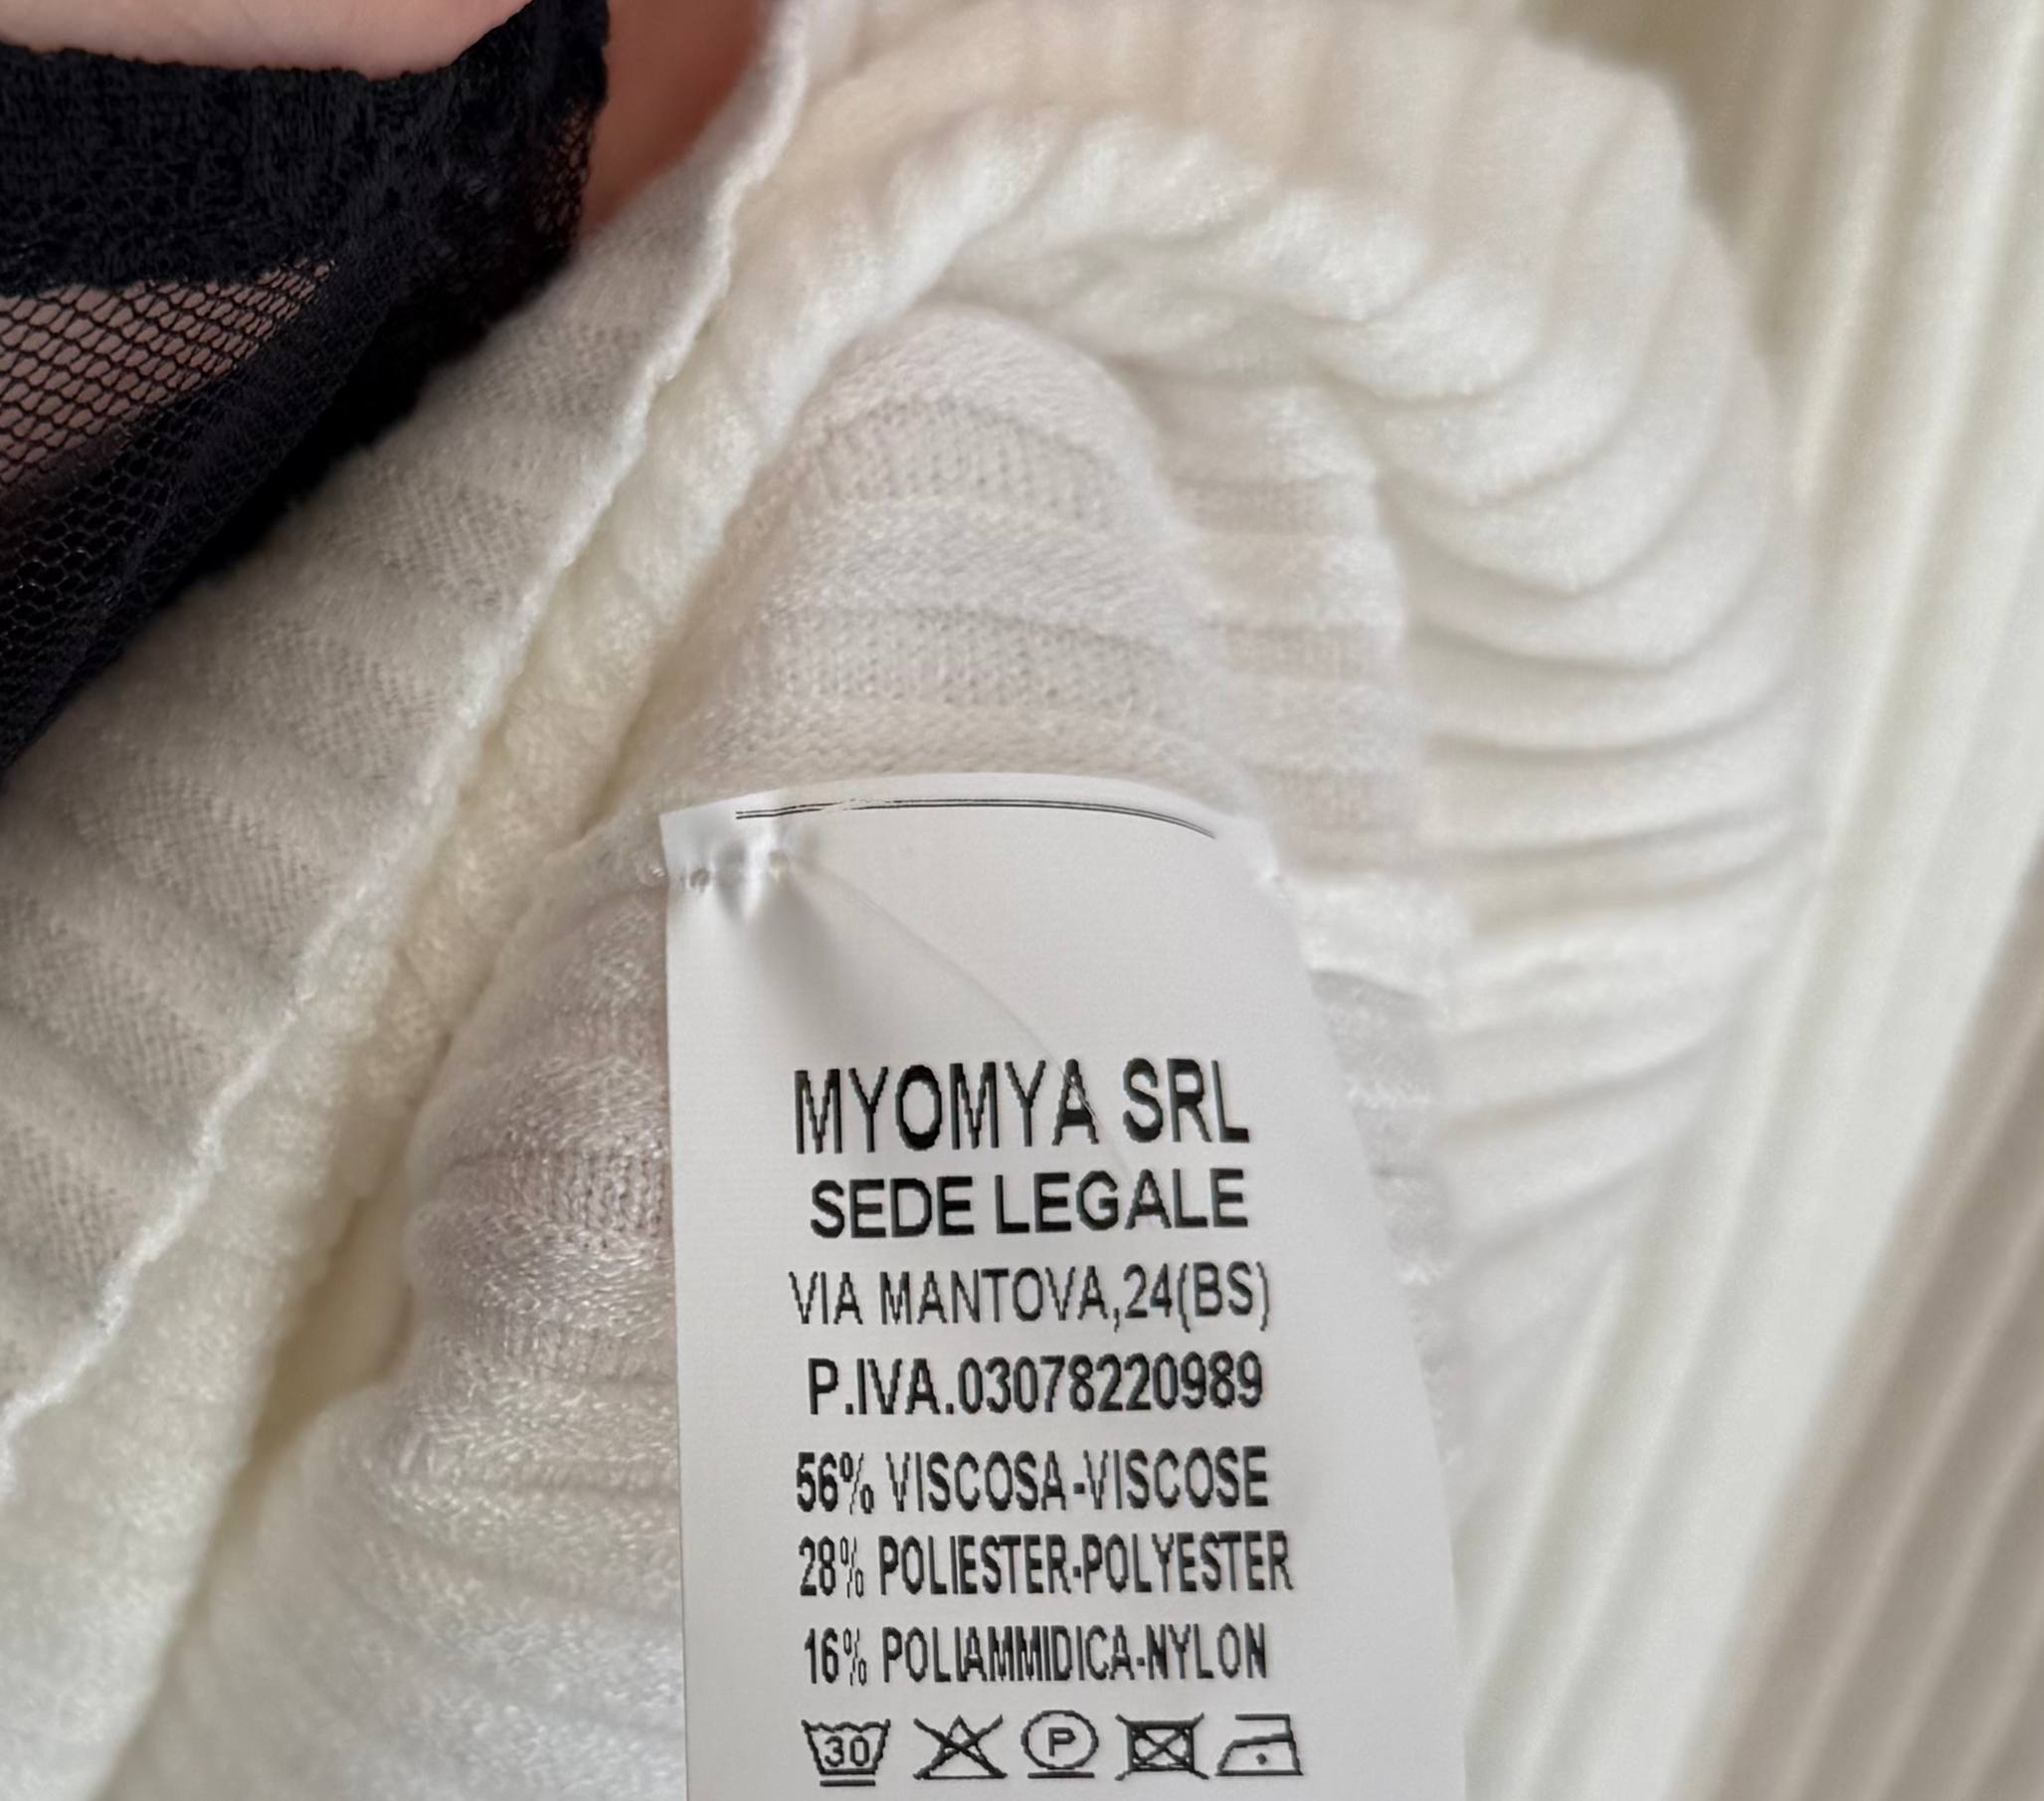 MYOMYA SRL
SEDE LEGALE
VIA MANTOVA,24(BS)
P.IVA.03078220989
56% VISCOSA-VISCOSE
28% POLIESTER-POLYESTER
16% POLIAMMIDICA-NYLON
30 P